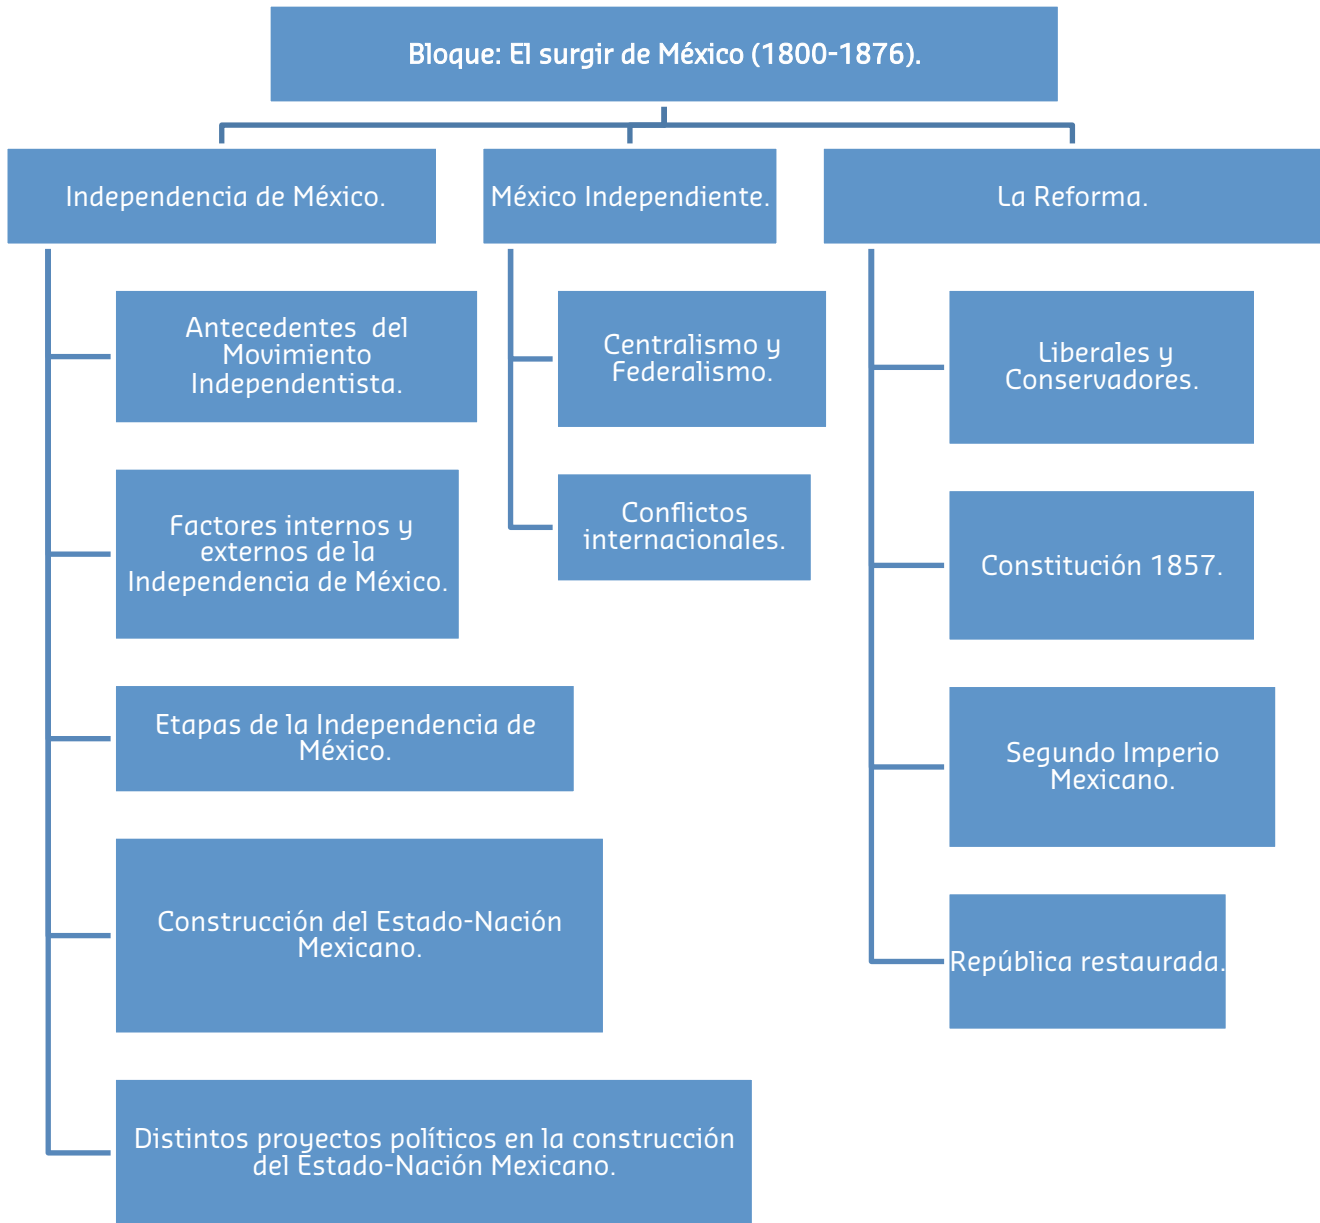 Bloque: El surgir de México (1800-1876).
Independencia de México.
Antecedentes  del
Movimiento
Independentista.
Factores internos y
externos de la
Independencia de México.
Etapas de la Independencia de
México.
Construcción del Estado-Nación
Mexicano.
Distintos proyectos políticos en la construcción
del Estado-Nación Mexicano.
México Independiente.
Centralismo y
Federalismo.
Conflictos
internacionales.
La Reforma.
Liberales y
Conservadores.
Constitución 1857.
Segundo Imperio
Mexicano.
República restaurada.